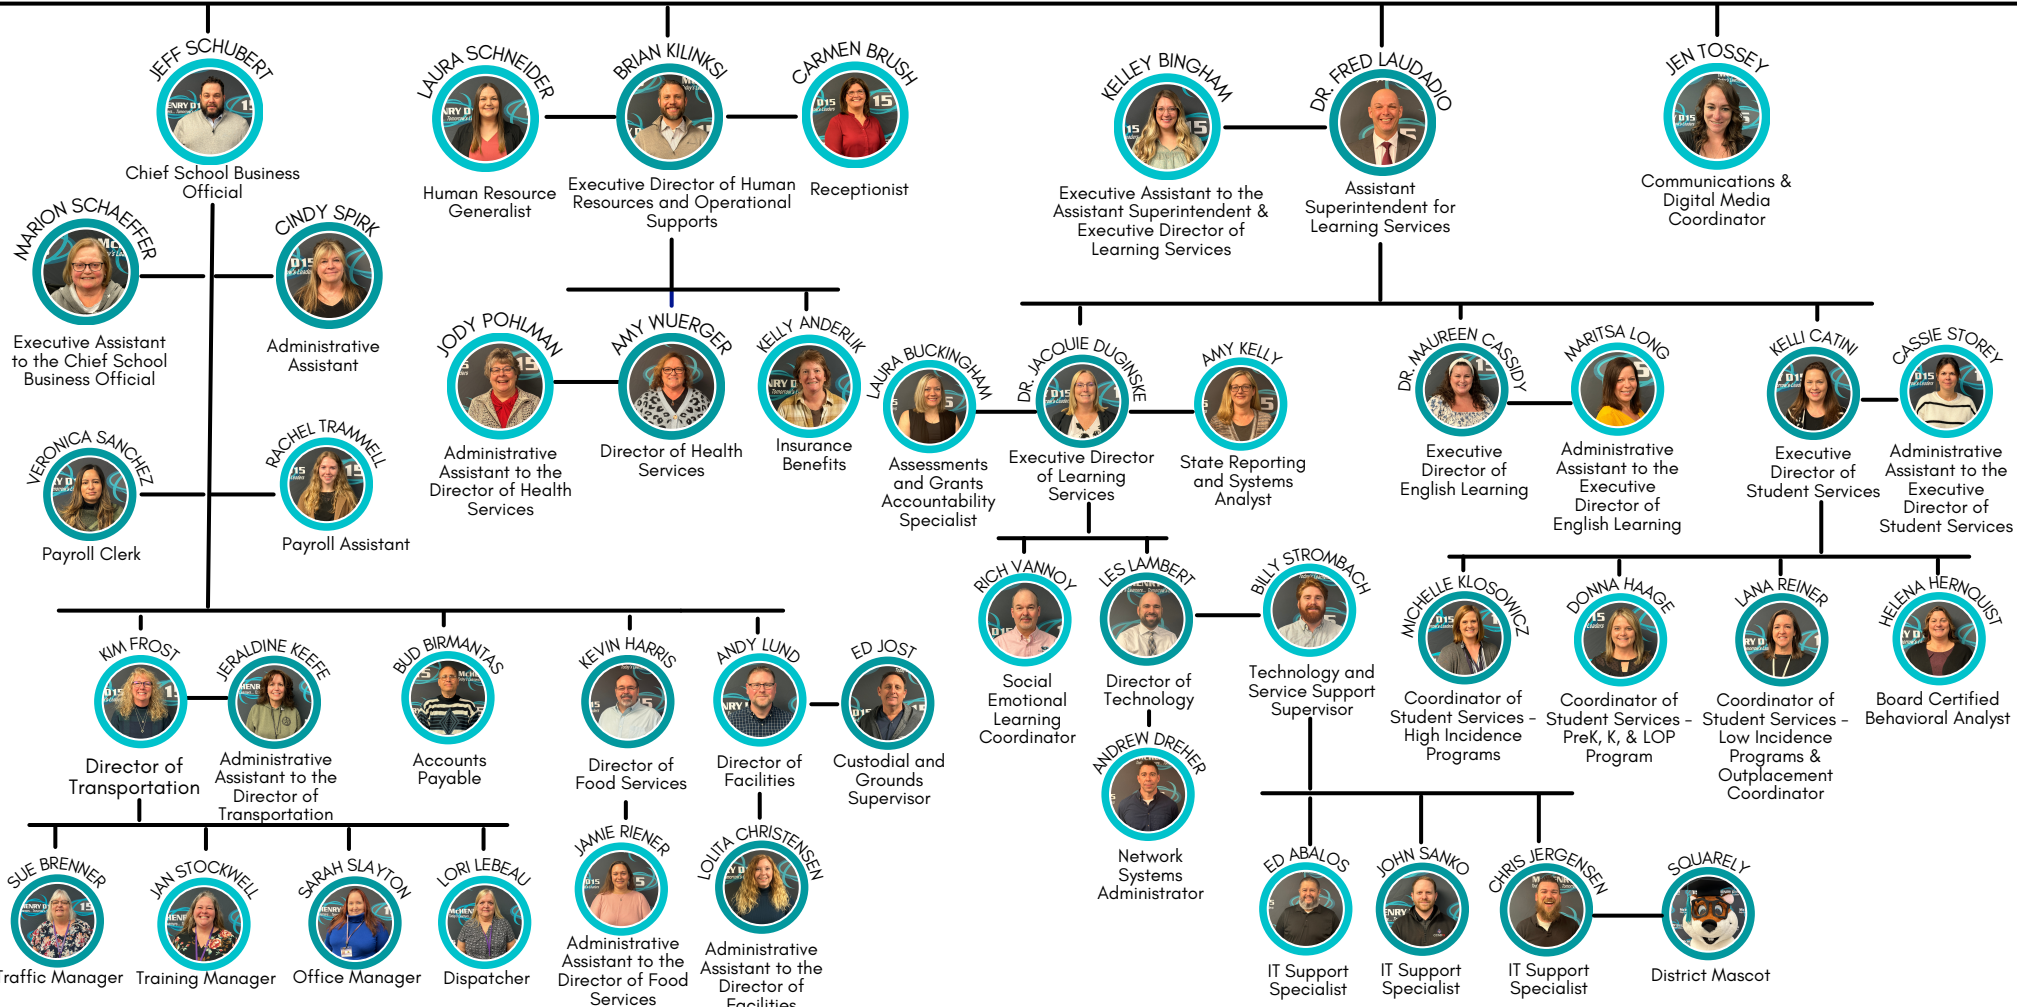 JEFF SCHUBERT
Chief School Business
Official
MARION SCHAEFFER
Executive Assistant
to the Chief School
Business Official
CINDY SPIRK
Administrative
Assistant
VERONICA SANCHEZ
Payroll Clerk
RACHEL TRAMMELL
Payroll Assistant
LAURA SCHNEIDER
Human Resource
Generalist
BRIAN KILINKSI
Executive Director of Human
Resources and Operational
Supports
CARMEN BRUSH
Receptionist
JODY POHLMAN
Administrative
Assistant to the
Director of Health
Services
AMY WUERGER
Director of Health
Services
KELLY ANDERLIK
Insurance
Benefits
KELLEY BINGHAM
Executive Assistant to the
Assistant Superintendent &
Executive Director of
Learning Services
DR. FRED LAUDADIO
Assistant
Superintendent for
Learning Services
JEN TOSSEY
Communications &
Digital Media
Coordinator
LAURA BUCKINGHAM
Assessments
and Grants
Accountability
Specialist
DR. JACQUIE DUGINSKE
Executive Director
of Learning
Services
AMY KELLY
State Reporting
and Systems
Analyst
DR. MAUREEN CASSIDY
Executive
Director of
English Learning
MARITSA LONG
Administrative
Assistant to the
Executive
Director of
English Learning
KELLI CATINI
Executive
Director of
Student Services
CASSIE STOREY
Administrative
Assistant to the
Executive
Director of
Student Services
RICH VANNOY
Social
Emotional
Learning
Coordinator
LES LAMBERT
Director of
Technology
BILLY STROMBACH
Technology and
Service Support
Supervisor
ANDREW DREHER
Network
Systems
Administrator
MICHELLE KLOSOWICZ
Coordinator of
Student Services -
High Incidence
Programs
DONNA HAAGE
Coordinator of
Student Services -
PreK, K, & LOP
Program
LANA REINER
Coordinator of
Student Services -
Low Incidence
Programs &
Outplacement
Coordinator
HELENA HERNQUIST
Board Certified
Behavioral Analyst
KIM FROST
Director of
Transportation
JERALDINE KEEFE
Administrative
Assistant to the
Director of
Transportation
BUD BIRMANTAS
Accounts
Payable
KEVIN HARRIS
Director of
Food Services
ANDY LUND
Director of
Facilities
ED JOST
Custodial and
Grounds
Supervisor
SUE BRENNER
Traffic Manager
JAN STOCKWELL
Training Manager
SARAH SLAYTON
Office Manager
LORI LEBEAU
Dispatcher
JAMIE RIENER
Administrative
Assistant to the
Director of Food
Services
LOLITA CHRISTENSEN
Administrative
Assistant to the
Director of
Facilities
ED ABALOS
IT Support
Specialist
JOHN SANKO
IT Support
Specialist
CHRIS JERGENSEN
IT Support
Specialist
SQUARELY
District Mascot